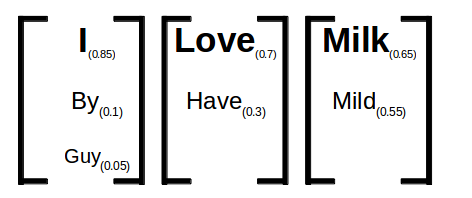 I(0.85) Love(0.7) Milk(0.65)
By(0.1) Have(0.3) Mild(0.55)
Guy(0.05)